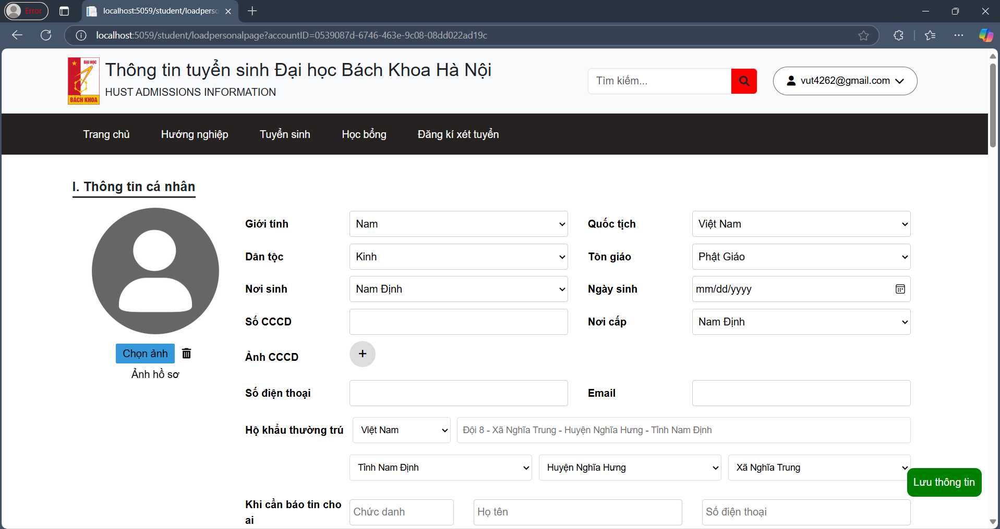 Error
localhost:5059/student/loadperso
localhost:5059/student/loadpersonalpage?accountID=0539087d-6746-463e-9c08-08dd022ad19c
ĐẠI HỌC
BÁCH KHOA
Thông tin tuyển sinh Đại học Bách Khoa Hà Nội
HUST ADMISSIONS INFORMATION
Tìm kiếm...
vut4262@gmail.com
Trang chủ Hướng nghiệp Tuyển sinh Học bổng Đăng kí xét tuyển
I. Thông tin cá nhân
Chọn ảnh
Ảnh hồ sơ
Giới tính Nam Quốc tịch Việt Nam
Dân tộc Kinh Tôn giáo Phật Giáo
Nơi sinh Nam Định Ngày sinh mm/dd/yyyy
Số CCCD Nơi cấp Nam Định
Ảnh CCCD +
Số điện thoại Email
Hộ khẩu thường trú Việt Nam Đội 8 - Xã Nghĩa Trung - Huyện Nghĩa Hưng - Tỉnh Nam Định
Tỉnh Nam Định Huyện Nghĩa Hưng Xã Nghĩa Trung
Lưu thông tin
Khi cần báo tin cho
ai
Chức danh Họ tên Số điện thoại